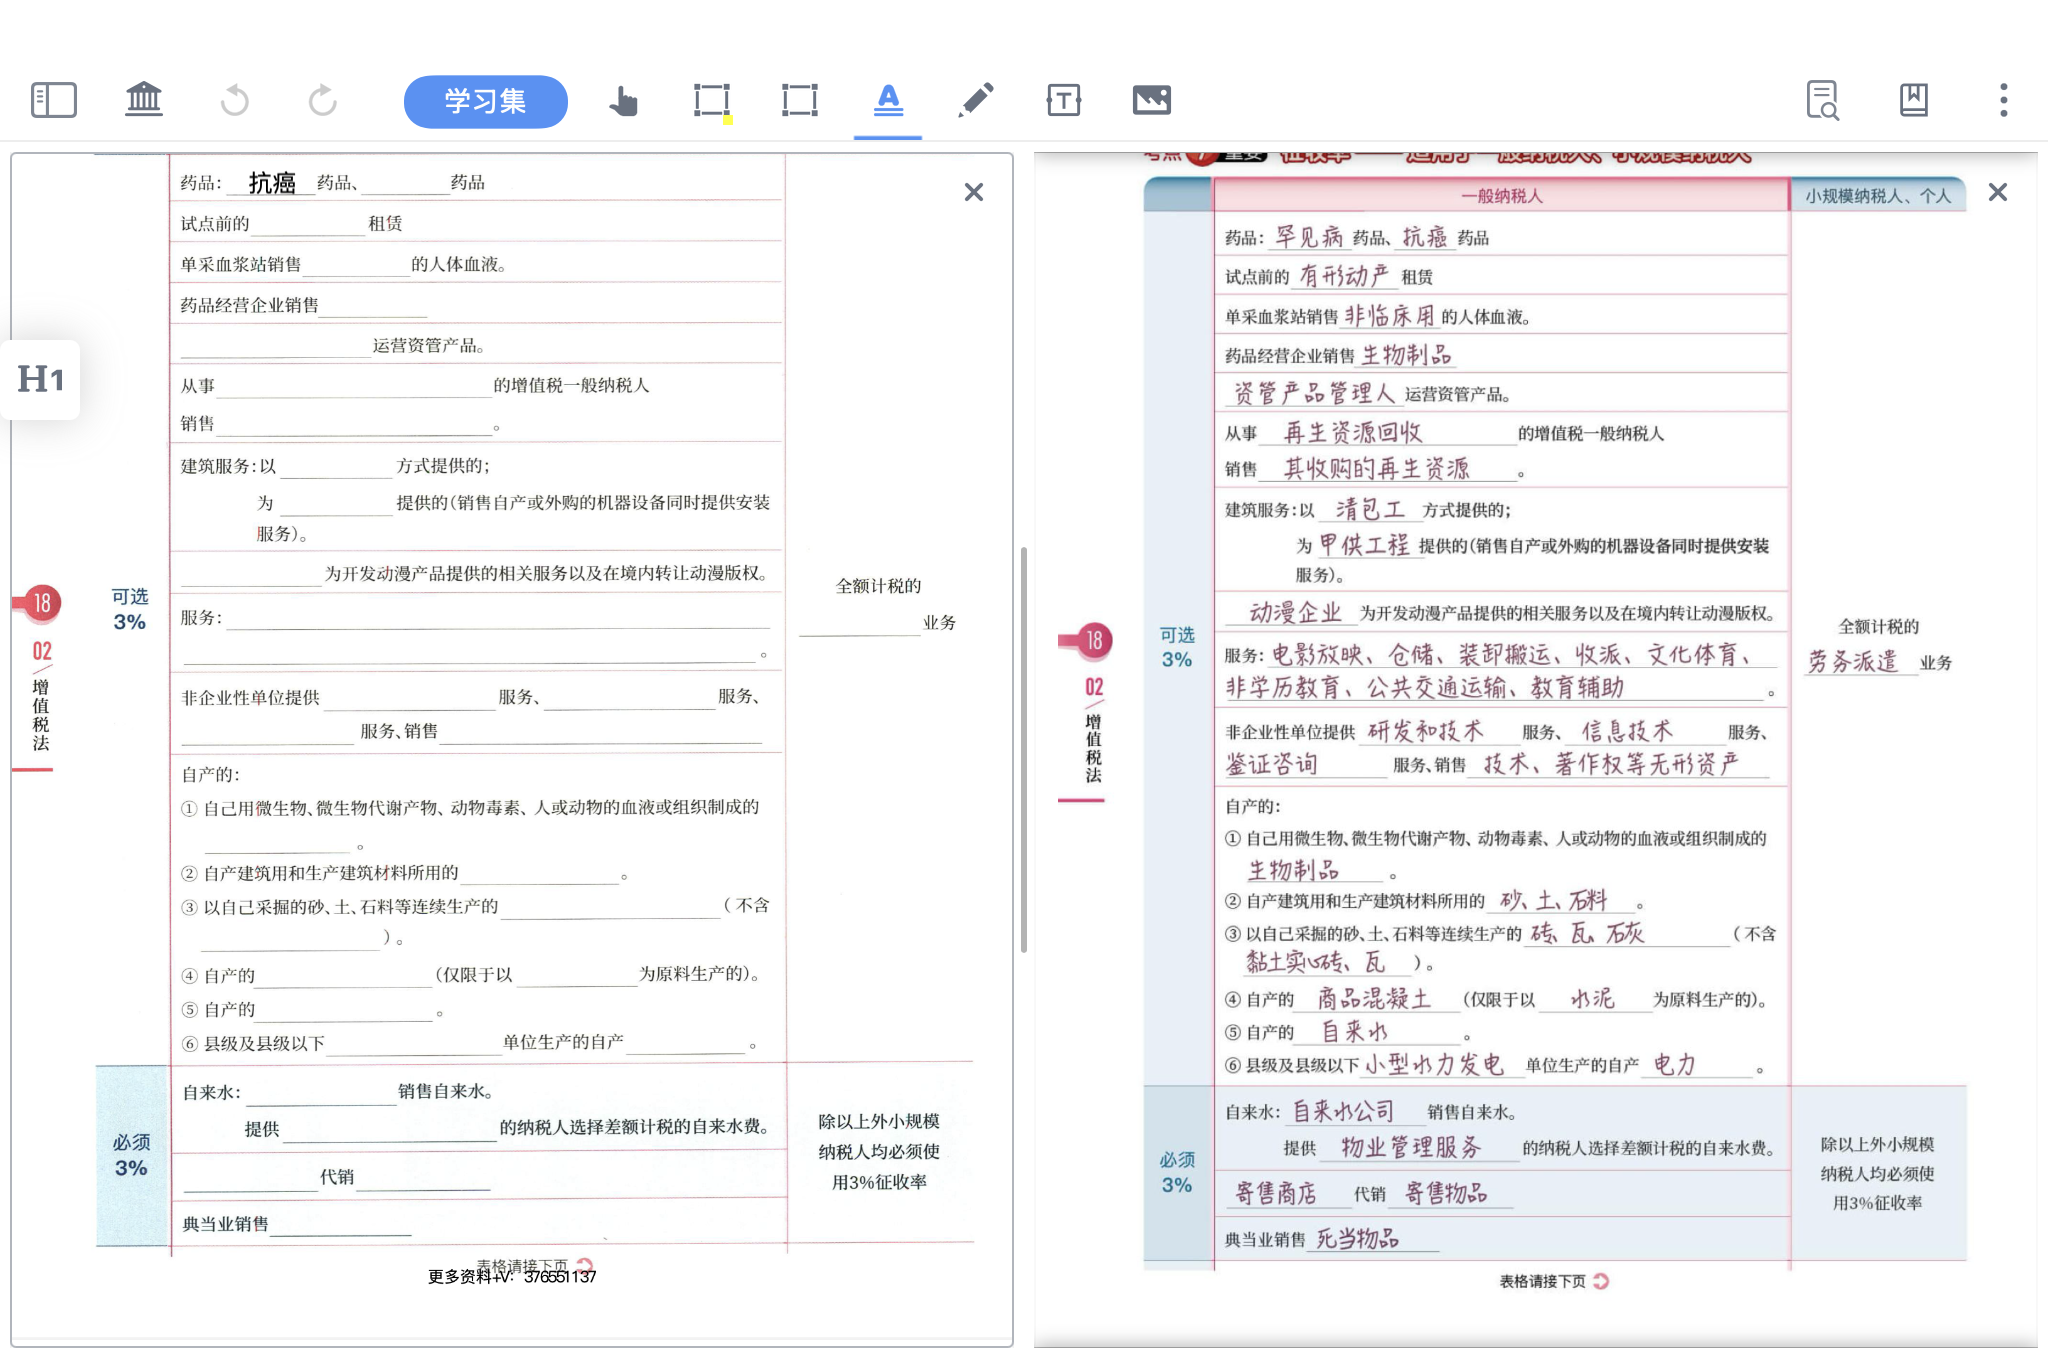 学习集
H1
药品: 抗癌 药品、 药品
试点前的 租赁
单采血浆站销售 的人体血液。
药品经营企业销售
运营资管产品。
从事 的增值税一般纳税人
销售 。
建筑服务:以 方式提供的;
为 提供的(销售自产或外购的机器设备同时提供安装
服务)。
为开发动漫产品提供的相关服务以及在境内转让动漫版权。
服务:
。
非企业性单位提供 服务、 服务、
服务、销售
自产的:
① 自己用微生物、微生物代谢产物、动物毒素、人或动物的血液或组织制成的
。
② 自产建筑用和生产建筑材料所用的 。
③ 以自己采掘的砂、土、石料等连续生产的 (不含
)。
④ 自产的 (仅限于以 为原料生产的)。
⑤ 自产的 。
⑥ 县级及县级以下 单位生产的自产 。
可选
3%
全额计税的
业务
18
02
增值税法
自来水: 销售自来水。
提供 的纳税人选择差额计税的自来水费。
代销
典当业销售
必须
3%
除以上外小规模
纳税人均必须使
用3%征收率
表格请接下页
更多资料+V: 376551137
考点 7 重要 征收率——适用于一般纳税人、小规模纳税人
一般纳税人
小规模纳税人、个人
药品: 罕见病 药品、 抗癌 药品
试点前的 有形动产 租赁
单采血浆站销售 非临床用 的人体血液。
药品经营企业销售 生物制品
资管产品管理人 运营资管产品。
从事 再生资源回收 的增值税一般纳税人
销售 其收购的再生资源 。
建筑服务:以 清包工 方式提供的;
为 甲供工程 提供的(销售自产或外购的机器设备同时提供安装
服务)。
动漫企业 为开发动漫产品提供的相关服务以及在境内转让动漫版权。
服务: 电影放映、仓储、装卸搬运、收派、文化体育、
非学历教育、公共交通运输、教育辅助 。
非企业性单位提供 研发和技术 服务、 信息技术 服务、
鉴证咨询 服务、销售 技术、著作权等无形资产
自产的:
① 自己用微生物、微生物代谢产物、动物毒素、人或动物的血液或组织制成的
生物制品 。
② 自产建筑用和生产建筑材料所用的 砂、土、石料 。
③ 以自己采掘的砂、土、石料等连续生产的 砖、瓦、石灰 (不含
黏土实心砖、瓦 )。
④ 自产的 商品混凝土 (仅限于以 水泥 为原料生产的)。
⑤ 自产的 自来水 。
⑥ 县级及县级以下 小型水力发电 单位生产的自产 电力 。
可选
3%
全额计税的
劳务派遣 业务
18
02
增值税法
自来水: 自来水公司 销售自来水。
提供 物业管理服务 的纳税人选择差额计税的自来水费。
寄售商店 代销 寄售物品
典当业销售 死当物品
必须
3%
除以上外小规模
纳税人均必须使
用3%征收率
表格请接下页